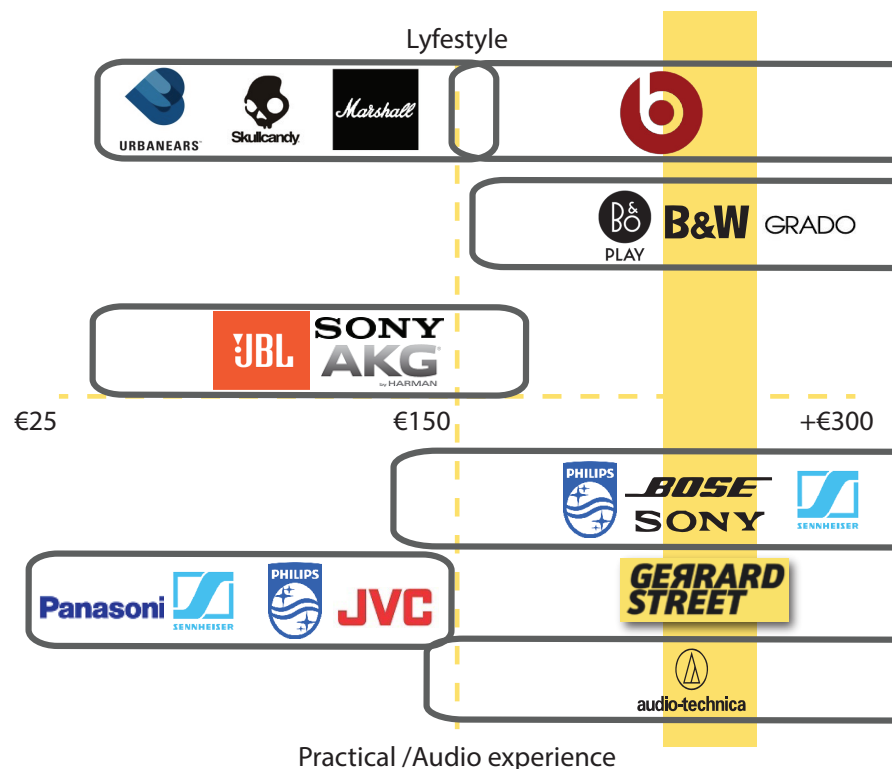 Lyfestyle
URBANEARS
Skullcandy
Marshall
b
B&O
PLAY
B&W
GRADO
JBL
SONY
AKG
by HARMAN
€25
€150
+€300
PHILIPS
BOSE
SONY
SENNHEISER
Panasoni
SENNHEISER
PHILIPS
JVC
GEЯRARD
STREET
audio-technica
Practical /Audio experience